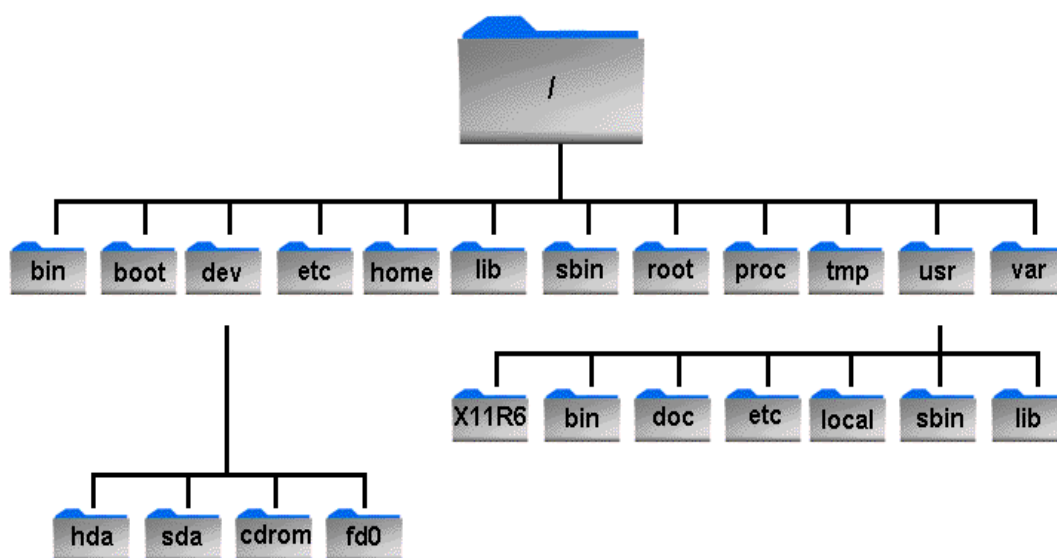 /
bin boot dev etc home lib sbin root proc tmp usr var
X11R6 bin doc etc local sbin lib
hda sda cdrom fd0